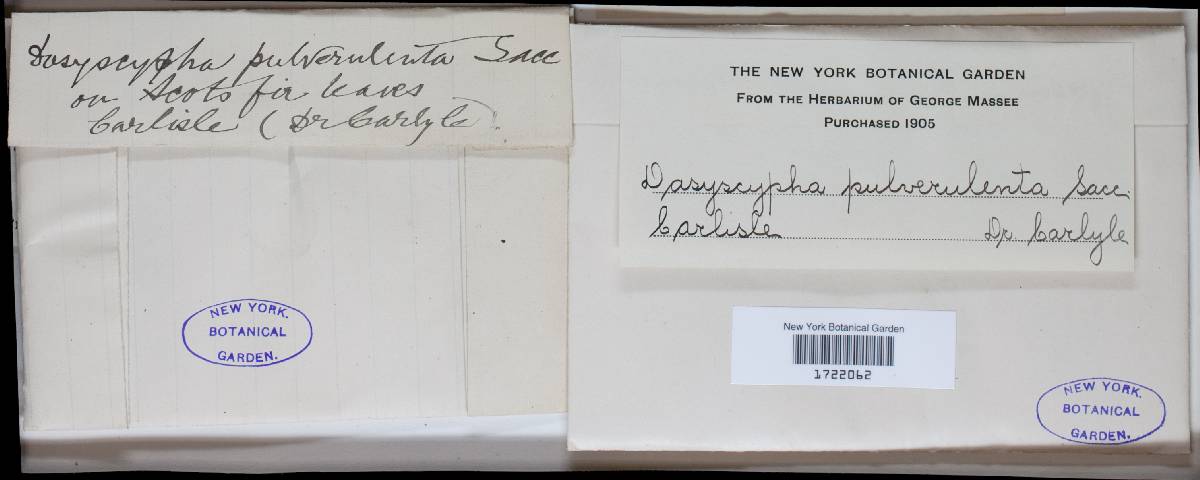 Dasyscypha pulverulenta Sacc
on Scots fir leaves
Carlisle (Dr Carlyle).
NEW YORK.
BOTANICAL
GARDEN.
THE NEW YORK BOTANICAL GARDEN
FROM THE HERBARIUM OF GEORGE MASSEE
PURCHASED 1905
Dasyscypha pulverulenta Sacc.
Carlisle Dr Carlyle
New York Botanical Garden
1722062
NEW YORK.
BOTANICAL
GARDEN.